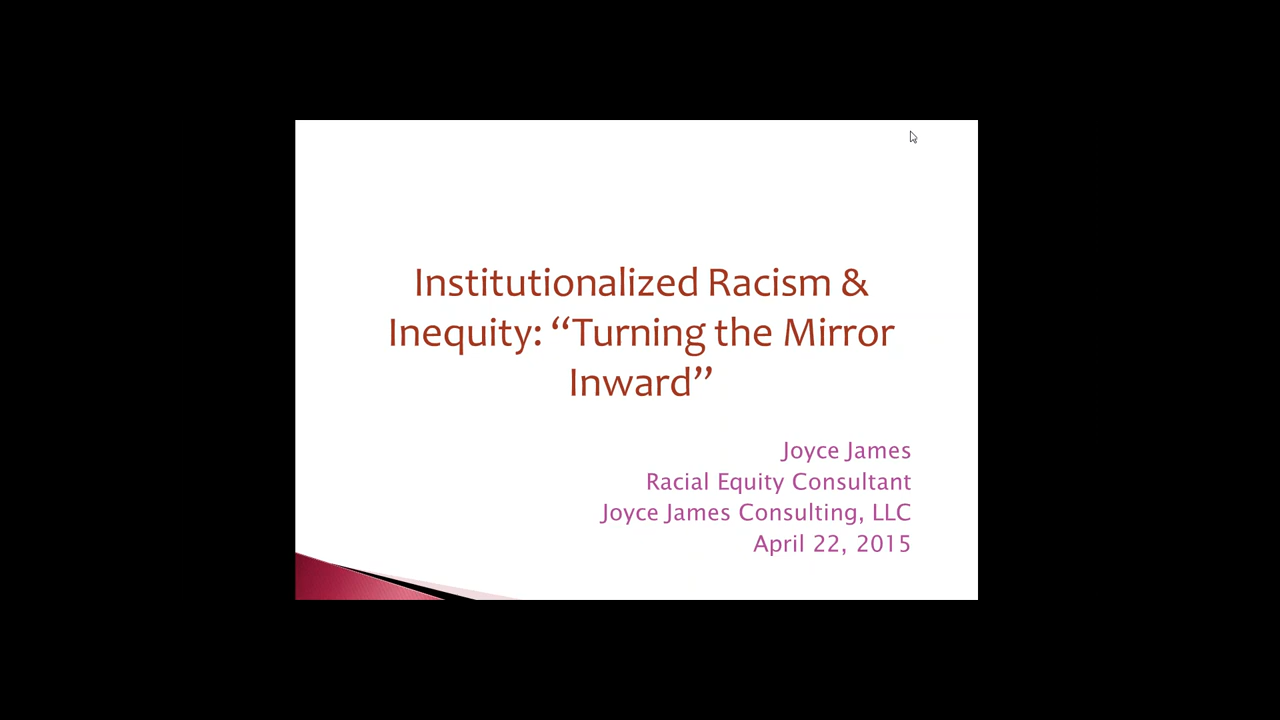 Institutionalized Racism &
Inequity: “Turning the Mirror
Inward”
Joyce James
Racial Equity Consultant
Joyce James Consulting, LLC
April 22, 2015